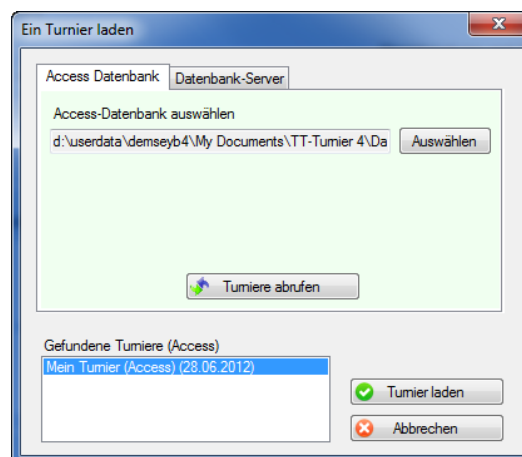 Ein Turnier laden
Access Datenbank
Datenbank-Server
Access-Datenbank auswählen
d:\userdata\demseyb4\My Documents\TT-Turnier 4\Da
Auswählen
Turniere abrufen
Gefundene Turniere (Access)
Mein Turnier (Access) (28.06.2012)
Turnier laden
Abbrechen